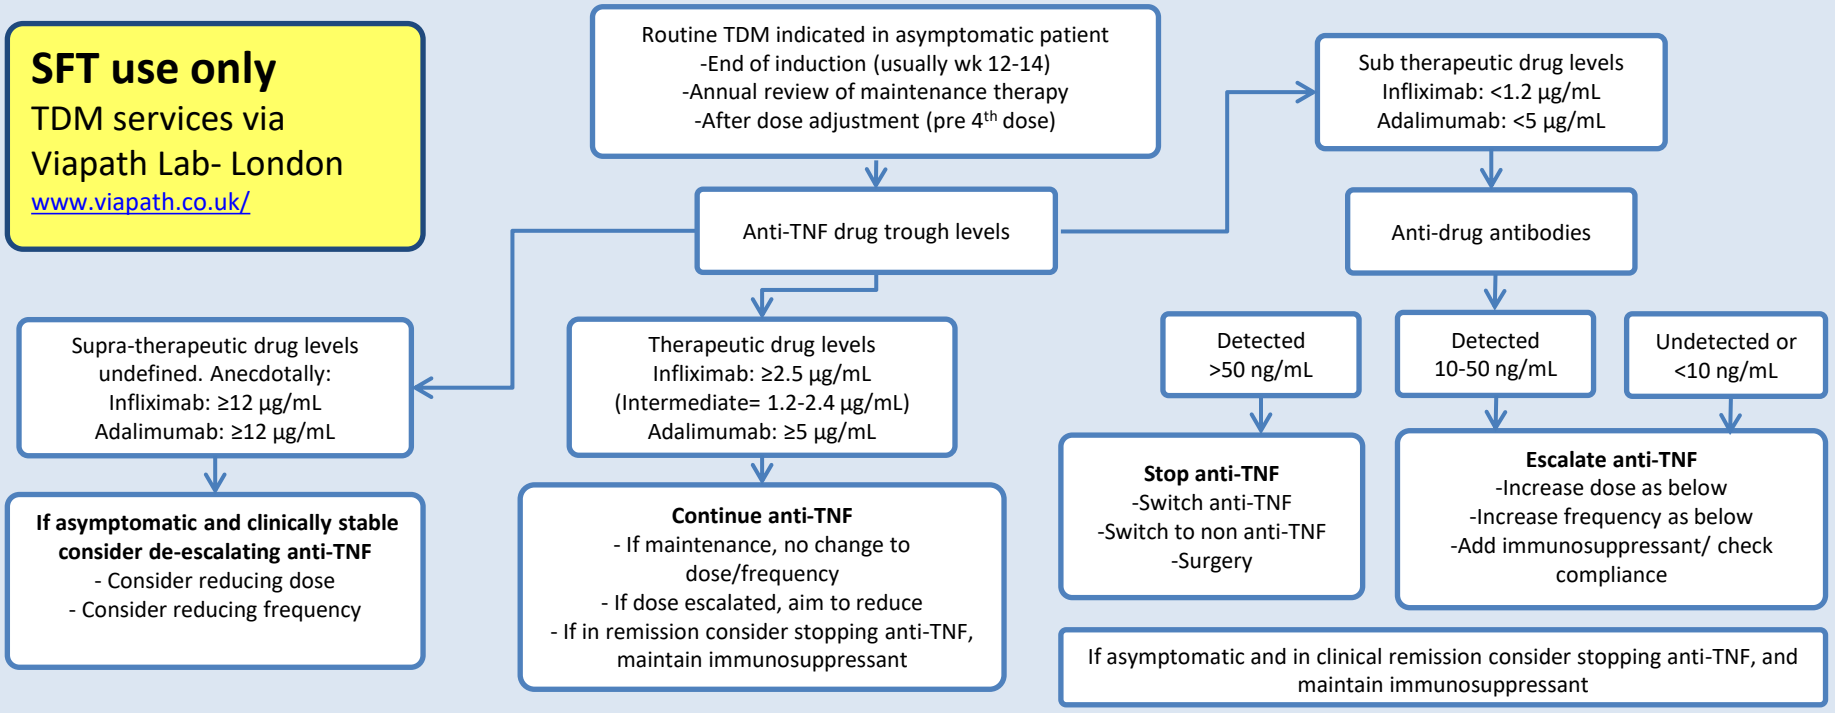 SFT use only
TDM services via
Viapath Lab- London
www.viapath.co.uk/
Routine TDM indicated in asymptomatic patient
-End of induction (usually wk 12-14)
-Annual review of maintenance therapy
-After dose adjustment (pre 4th dose)
Sub therapeutic drug levels
Infliximab: <1.2 µg/mL
Adalimumab: <5 µg/mL
Anti-TNF drug trough levels
Anti-drug antibodies
Supra-therapeutic drug levels
undefined. Anecdotally:
Infliximab: ≥12 µg/mL
Adalimumab: ≥12 µg/mL
Therapeutic drug levels
Infliximab: ≥2.5 µg/mL
(Intermediate= 1.2-2.4 µg/mL)
Adalimumab: ≥5 µg/mL
Detected
>50 ng/mL
Detected
10-50 ng/mL
Undetected or
<10 ng/mL
If asymptomatic and clinically stable
consider de-escalating anti-TNF
- Consider reducing dose
- Consider reducing frequency
Continue anti-TNF
- If maintenance, no change to
dose/frequency
- If dose escalated, aim to reduce
- If in remission consider stopping anti-TNF,
maintain immunosuppressant
Stop anti-TNF
-Switch anti-TNF
-Switch to non anti-TNF
-Surgery
Escalate anti-TNF
-Increase dose as below
-Increase frequency as below
-Add immunosuppressant/ check
compliance
If asymptomatic and in clinical remission consider stopping anti-TNF, and
maintain immunosuppressant